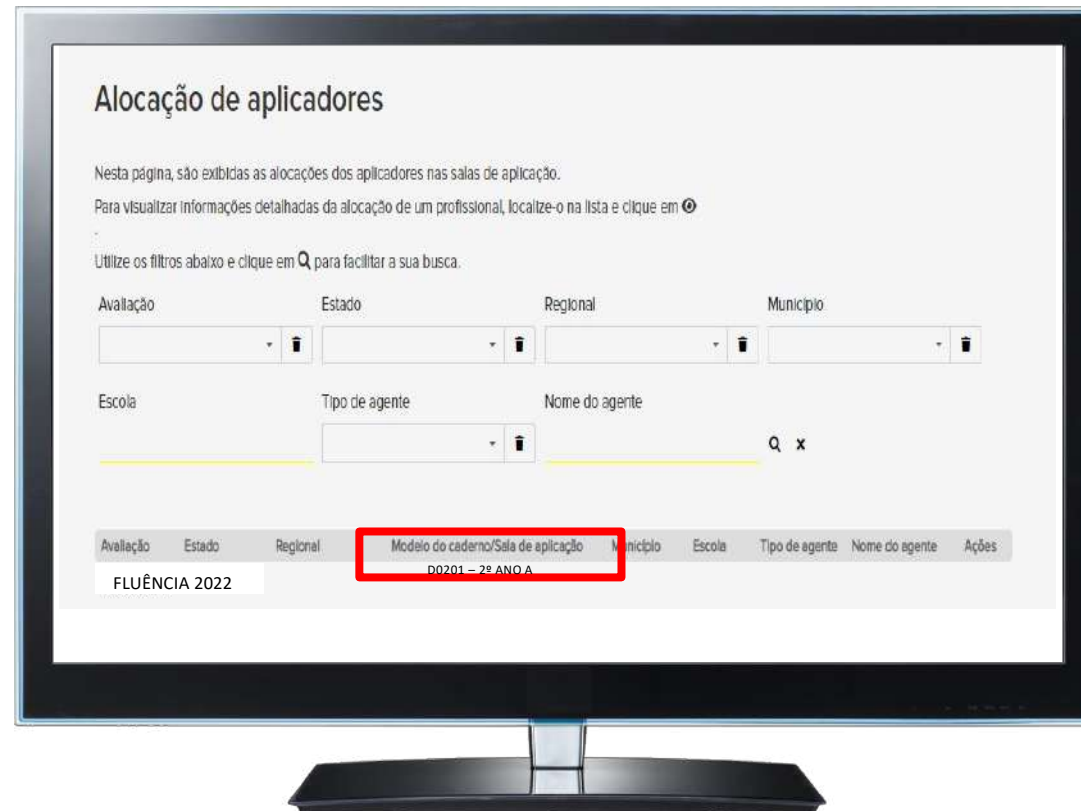 Alocação de aplicadores
Nesta página, são exibidas as alocações dos aplicadores nas salas de aplicação.
Para visualizar informações detalhadas da alocação de um profissional, localize-o na lista e clique em
.
Utilize os filtros abaixo e clique em para facilitar a sua busca.
Avaliação Estado Regional Município
Escola Tipo de agente Nome do agente
x
Avaliação Estado Regional Modelo do caderno/Sala de aplicação Município Escola Tipo de agente Nome do agente Ações
FLUÊNCIA 2022 D0201 – 2º ANO A